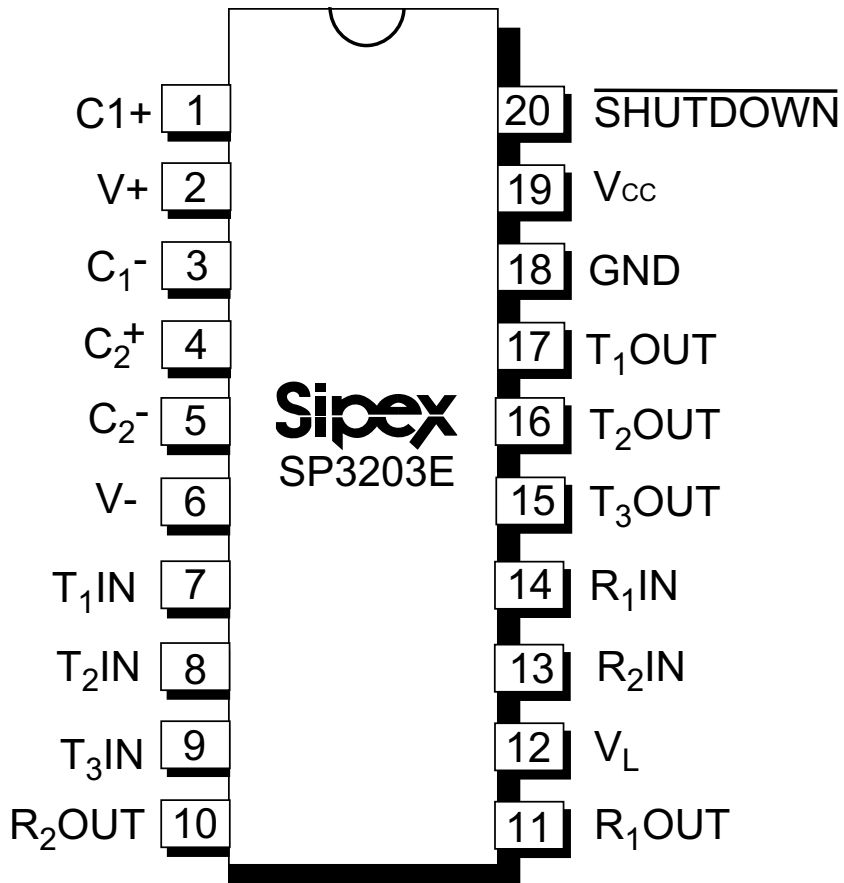 C1+ 1 20 SHUTDOWN
V+ 2 19 Vcc
C1- 3 18 GND
C2+ 4 17 T1OUT
C2- 5 16 T2OUT
V- 6 15 T3OUT
T1IN 7 14 R1IN
T2IN 8 13 R2IN
T3IN 9 12 VL
R2OUT 10 11 R1OUT
Sipex
SP3203E